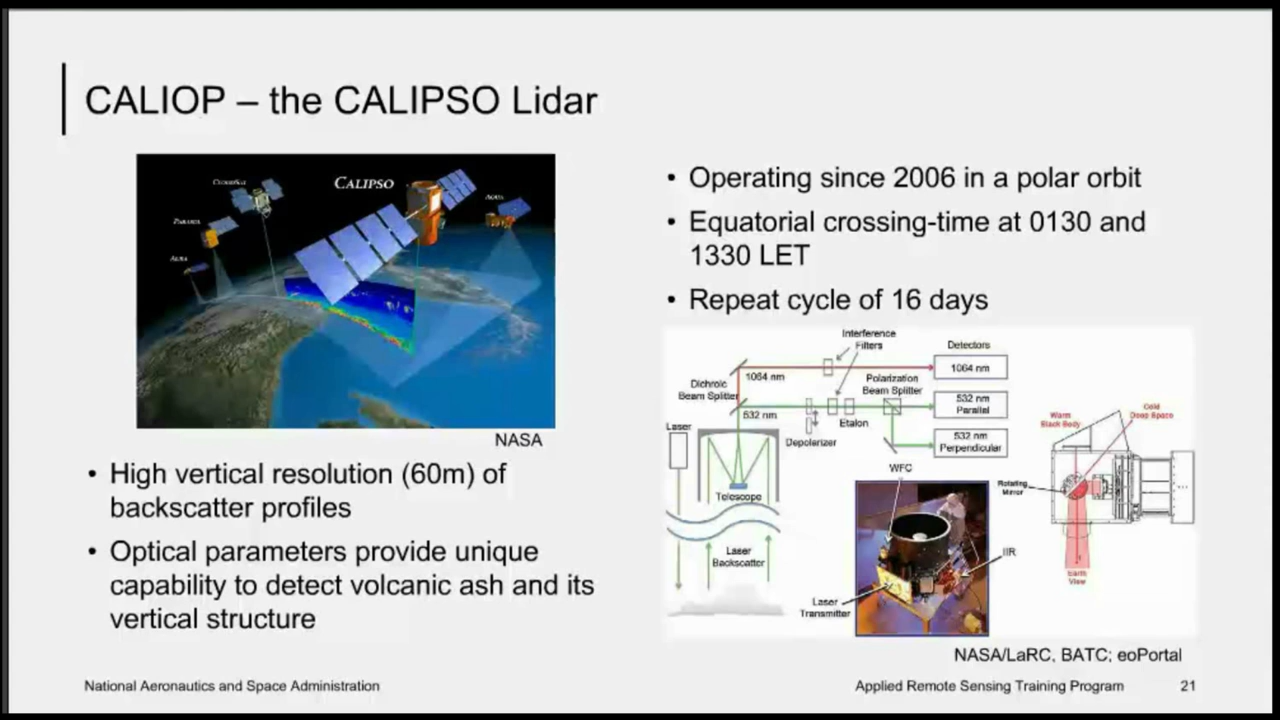 CALIOP – the CALIPSO Lidar
CLOUDSAT
CALIPSO
AQUA
PARASOL
AURA
NASA
• High vertical resolution (60m) of
backscatter profiles
• Optical parameters provide unique
capability to detect volcanic ash and its
vertical structure
• Operating since 2006 in a polar orbit
• Equatorial crossing-time at 0130 and
1330 LET
• Repeat cycle of 16 days
Interference
Filters
Detectors
1064 nm
1064 nm
Dichroic
Beam Splitter
Polarization
Beam Splitter
532 nm
532 nm
Parallel
Etalon
Depolarizer
532 nm
Perpendicular
Laser
Telescope
WFC
Laser
Backscatter
IIR
Laser
Transmitter
Warm
Black Body
Cold
Deep Space
Rotating
Mirror
Earth
View
NASA/LaRC, BATC; eoPortal
National Aeronautics and Space Administration
Applied Remote Sensing Training Program
21